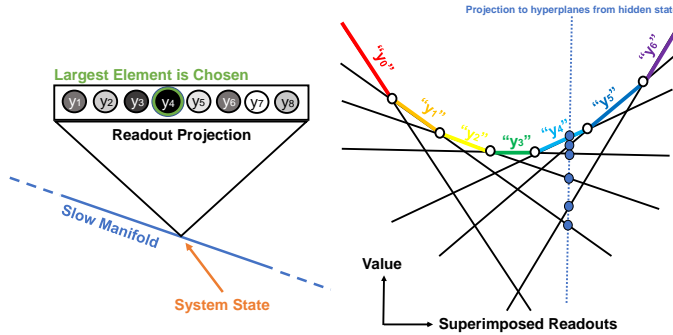 Projection to hyperplanes from hidden state
Largest Element is Chosen
y1 y2 y3 y4 y5 y6 y7 y8
Readout Projection
Slow Manifold
System State
“y0”
“y1”
“y2”
“y3”
“y4”
“y5”
“y6”
Value
Superimposed Readouts